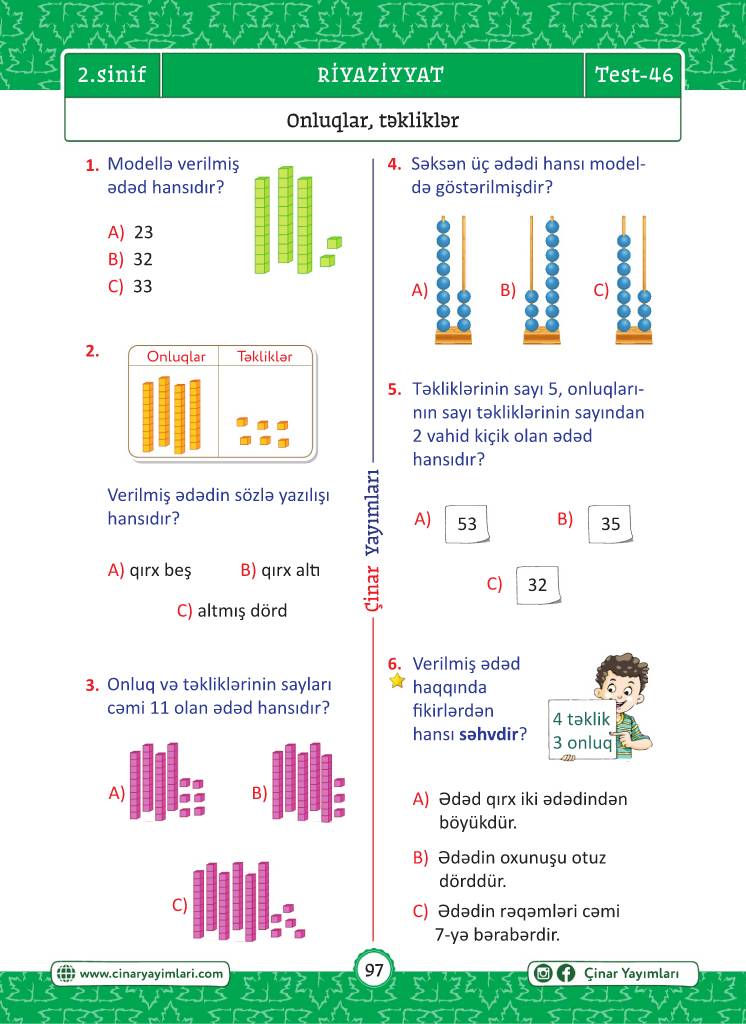 2.sinif
RİYAZİYYAT
Test-46
Onluqlar, təkliklər
1. Modellə verilmiş
ədəd hansıdır?
A) 23
B) 32
C) 33
2.
Onluqlar Təkliklər
Verilmiş ədədin sözlə yazılışı
hansıdır?
A) qırx beş B) qırx altı
C) altmış dörd
3. Onluq və təkliklərinin sayları
cəmi 11 olan ədəd hansıdır?
A) B)
C)
Çinar Yayımları
4. Səksən üç ədədi hansı model-
də göstərilmişdir?
A) B) C)
5. Təkliklərinin sayı 5, onluqları-
nın sayı təkliklərinin sayından
2 vahid kiçik olan ədəd
hansıdır?
A) 53 B) 35
C) 32
6. Verilmiş ədəd
haqqında
fikirlərdən
hansı səhvdir?
4 təklik
3 onluq
A) Ədəd qırx iki ədədindən
böyükdür.
B) Ədədin oxunuşu otuz
dörddür.
C) Ədədin rəqəmləri cəmi
7-yə bərabərdir.
www.cinaryayimlari.com
97
Çinar Yayımları